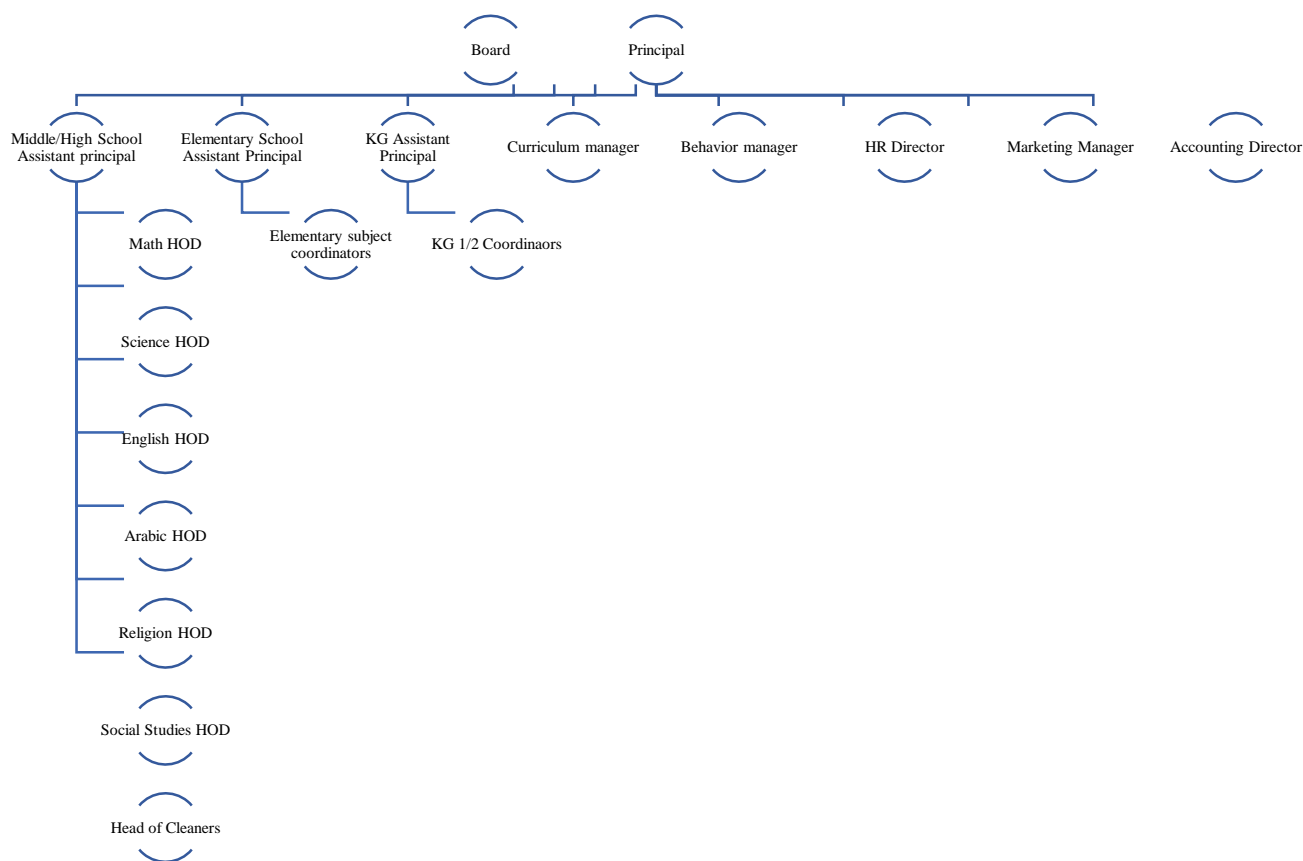 Board
Principal
Middle/High School
Assistant principal
Elementary School
Assistant Principal
KG Assistant
Principal
Curriculum manager
Behavior manager
HR Director
Marketing Manager
Accounting Director
Math HOD
Elementary subject
coordinators
KG 1/2 Coordinaors
Science HOD
English HOD
Arabic HOD
Religion HOD
Social Studies HOD
Head of Cleaners